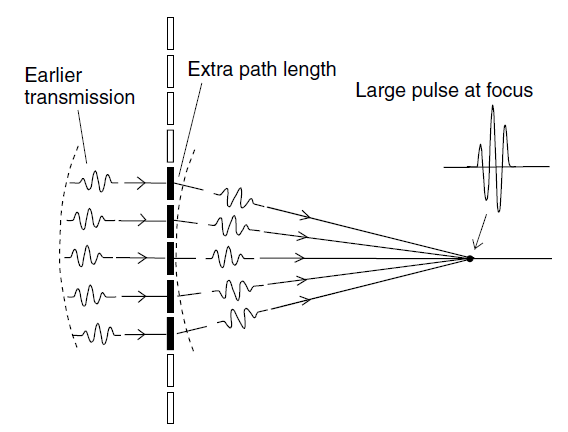 Earlier
transmission
Extra path length
Large pulse at focus